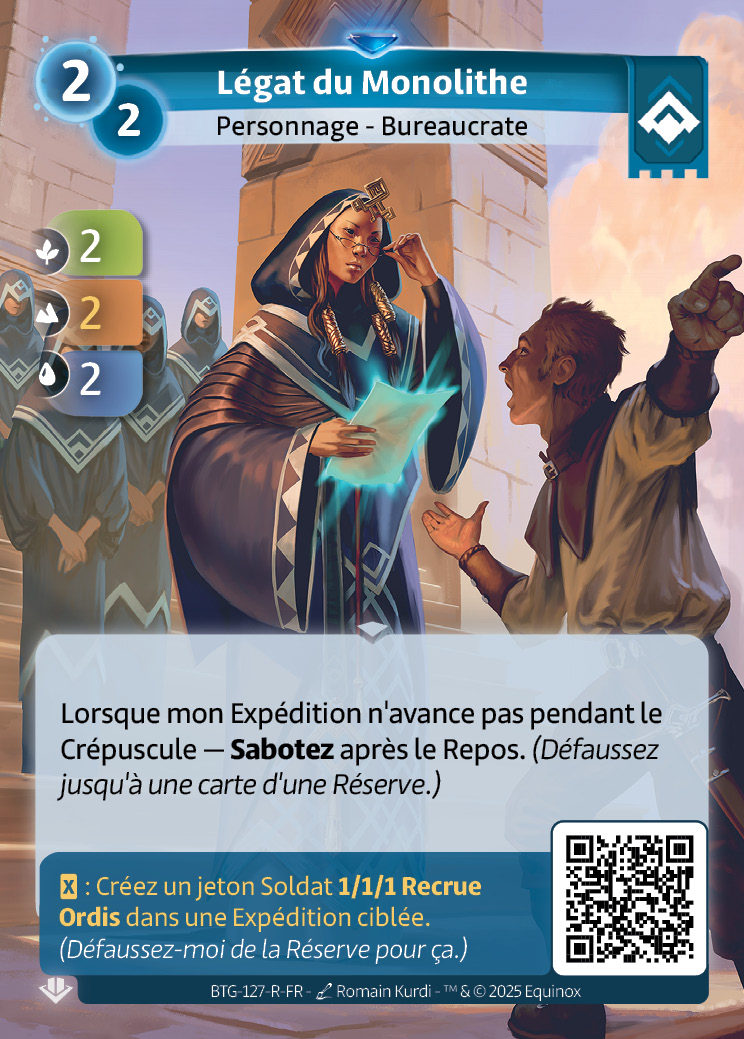 2
Légat du Monolithe
2
Personnage - Bureaucrate
2
2
2
Lorsque mon Expédition n'avance pas pendant le
Crépuscule — Sabotez après le Repos. (Défaussez
jusqu'à une carte d'une Réserve.)
X : Créez un jeton Soldat 1/1/1 Recrue
Ordis dans une Expédition ciblée.
(Défaussez-moi de la Réserve pour ça.)
BTG-127-R-FR - Romain Kurdi - ™ & © 2025 Equinox